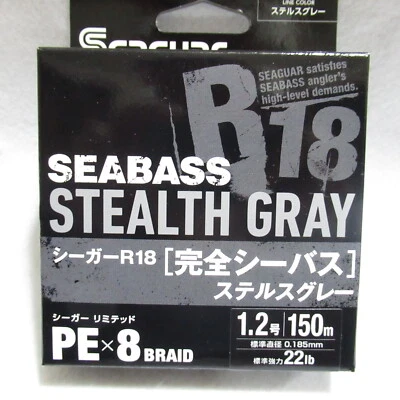 LINE COLOR
ステルスグレー
SEAGUAR
R18
SEAGUAR satisfies
SEABASS angler's
high-level demands.
SEABASS
STEALTH GRAY
シーガーR18［完全シーバス］
ステルスグレー
シーガー リミテッド
PE×8 BRAID
1.2号 150m
標準直径 0.185mm
標準強力 22lb